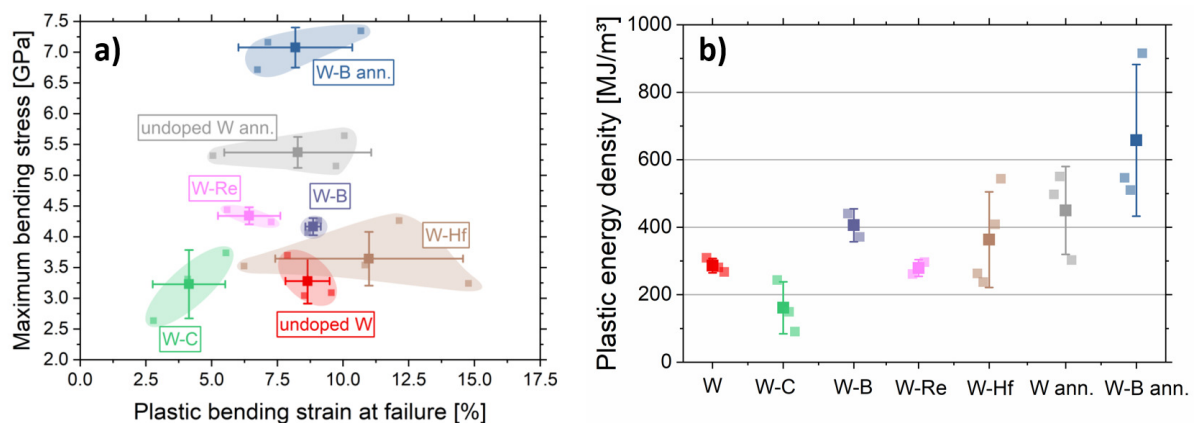 a)
Maximum bending stress [GPa]
7.5
7.0
6.5
6.0
5.5
5.0
4.5
4.0
3.5
3.0
2.5
2.0
W-B ann.
undoped W ann.
W-Re
W-B
W-Hf
W-C
undoped W
0.0 2.5 5.0 7.5 10.0 12.5 15.0 17.5
Plastic bending strain at failure [%]
b)
Plastic energy density [MJ/m³]
1000
800
600
400
200
0
W W-C W-B W-Re W-Hf W ann. W-B ann.